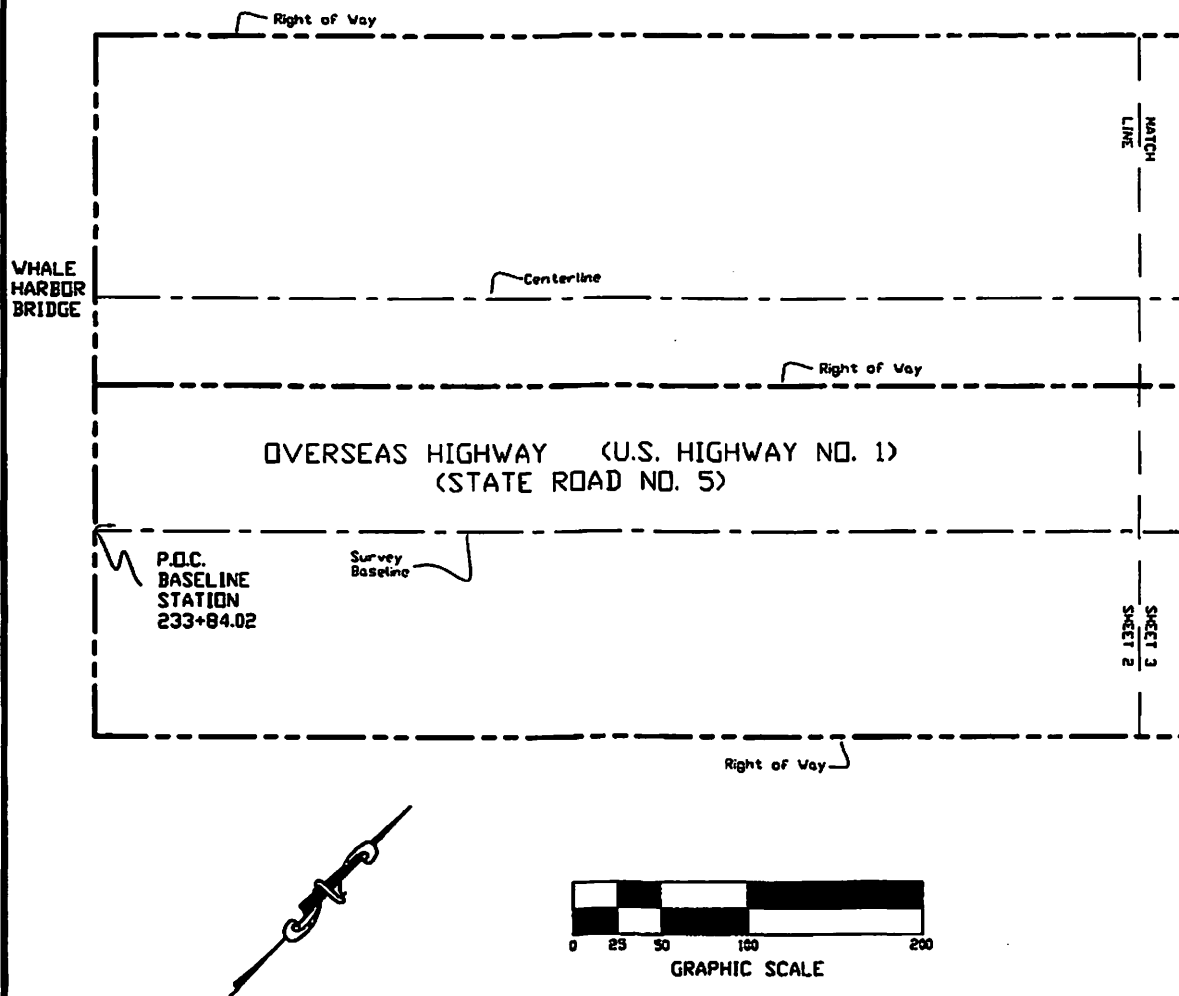 Right of Way
MATCH
LINE
WHALE
HARBOR
BRIDGE
Centerline
Right of Way
OVERSEAS HIGHWAY (U.S. HIGHWAY NO. 1)
(STATE ROAD NO. 5)
P.O.C.
BASELINE
STATION
233+84.02
Survey
Baseline
SHEET 3
SHEET 2
Right of Way
0 25 50 100 200
GRAPHIC SCALE